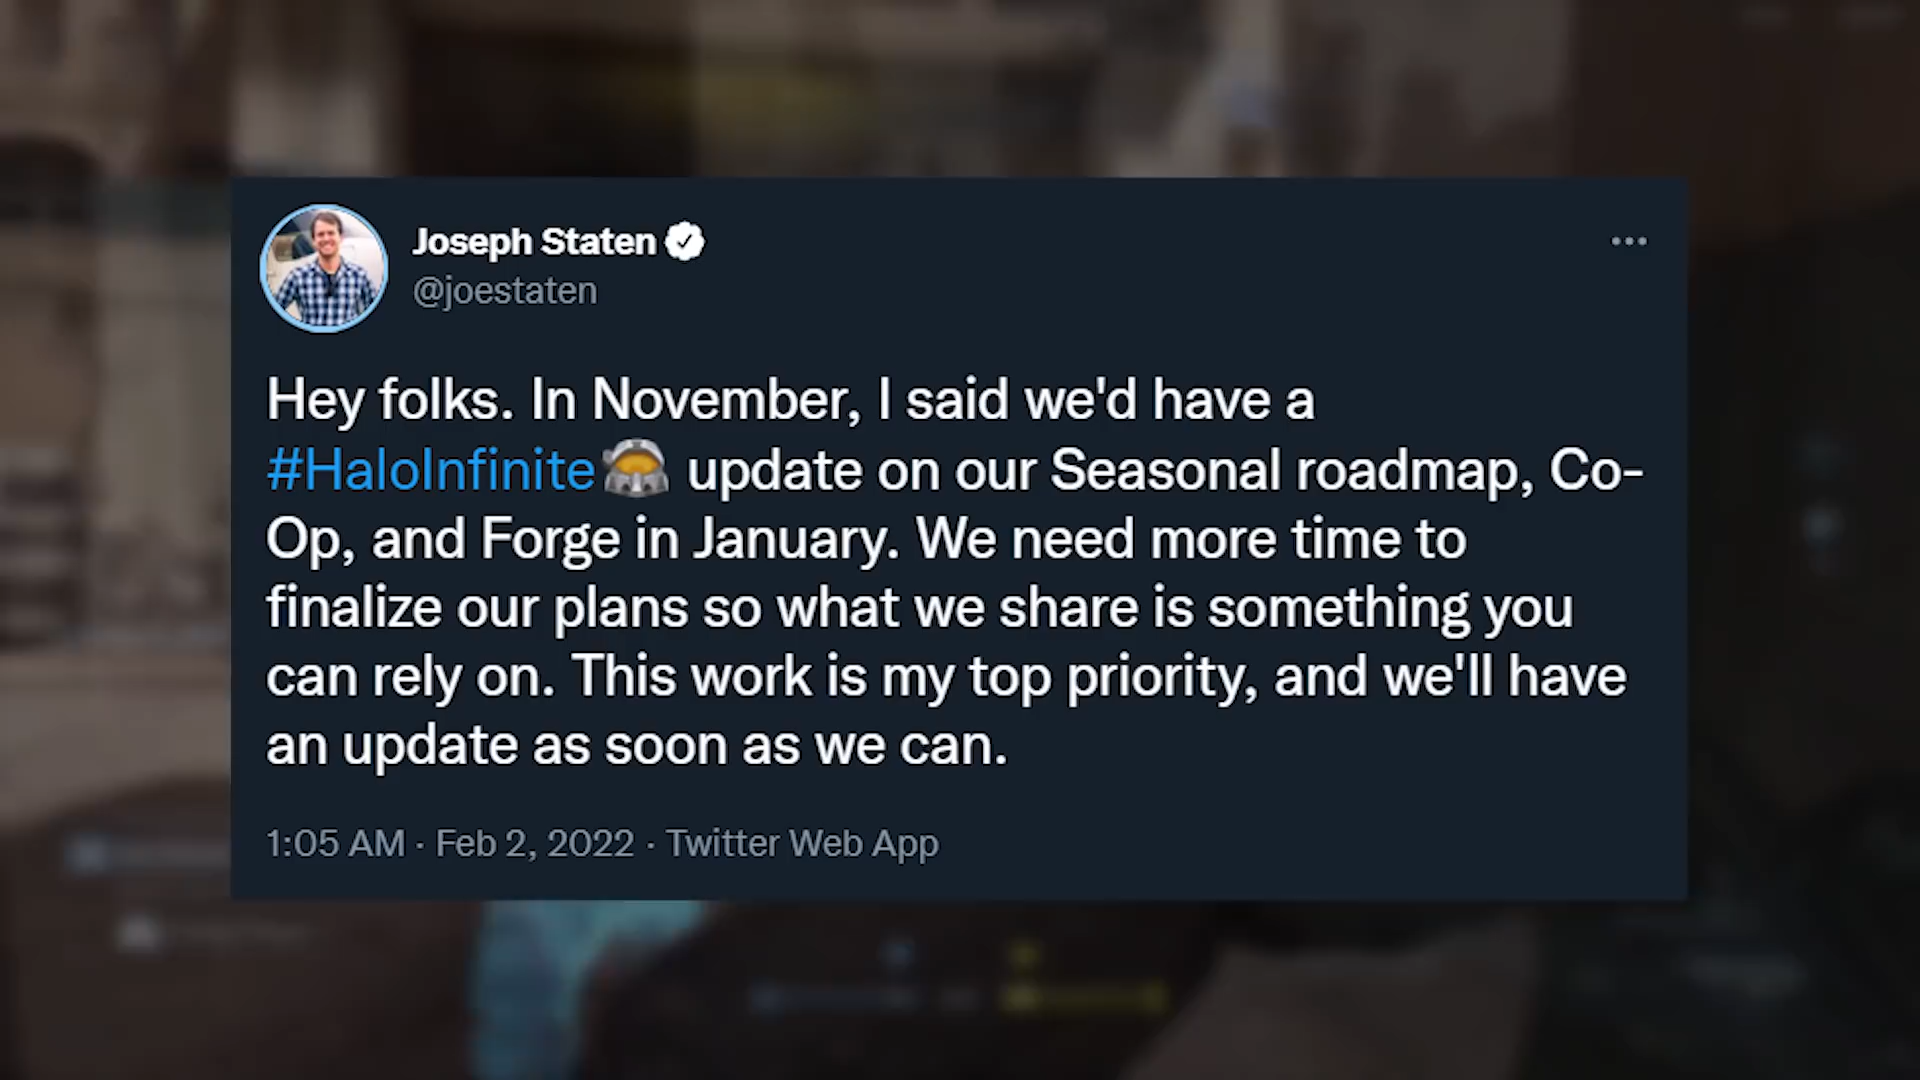 Joseph Staten
@joestaten
Hey folks. In November, I said we'd have a
#HaloInfinite update on our Seasonal roadmap, Co-
Op, and Forge in January. We need more time to
finalize our plans so what we share is something you
can rely on. This work is my top priority, and we'll have
an update as soon as we can.
1:05 AM · Feb 2, 2022 · Twitter Web App